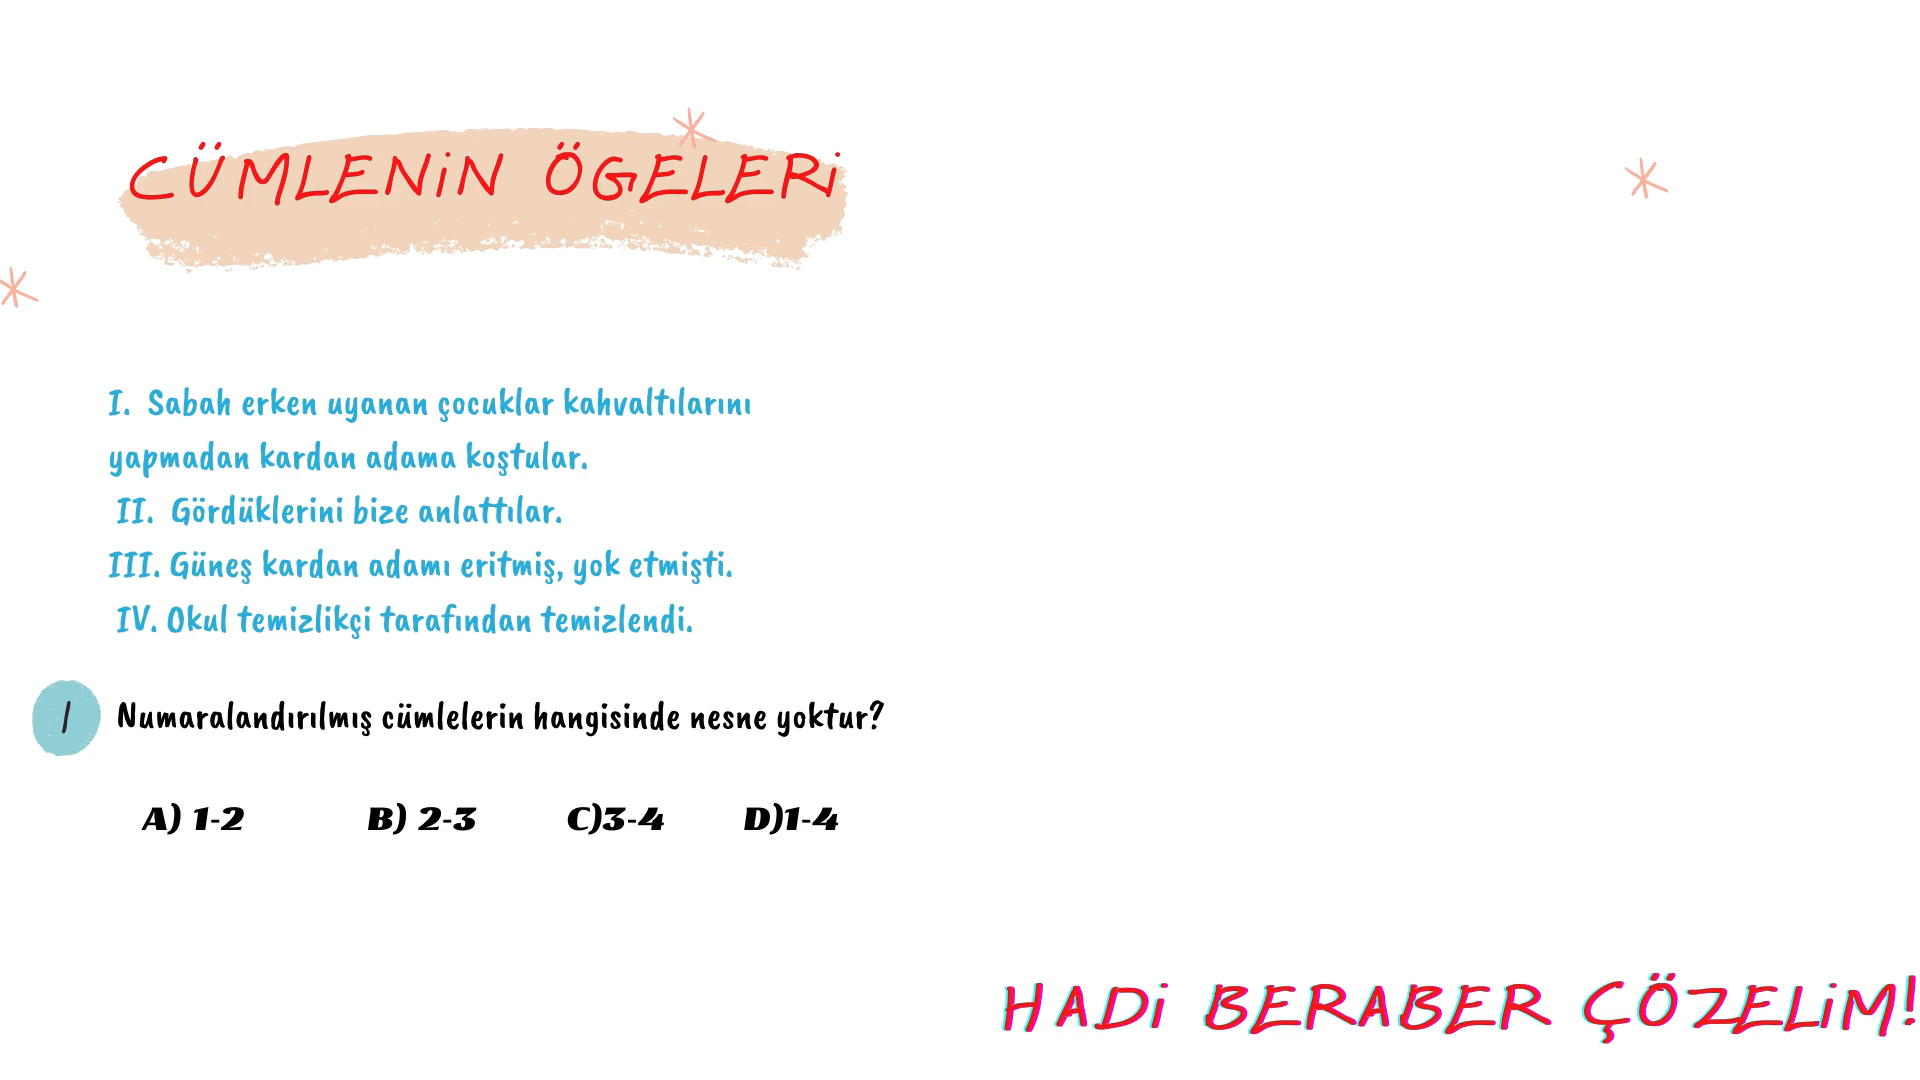 CÜMLENİN ÖGELERİ
I. Sabah erken uyanan çocuklar kahvaltılarını
yapmadan kardan adama koştular.
II. Gördüklerini bize anlattılar.
III. Güneş kardan adamı eritmiş, yok etmişti.
IV. Okul temizlikçi tarafından temizlendi.
1 Numaralandırılmış cümlelerin hangisinde nesne yoktur?
A) 1-2 B) 2-3 C)3-4 D)1-4
HADİ BERABER ÇÖZELİM!